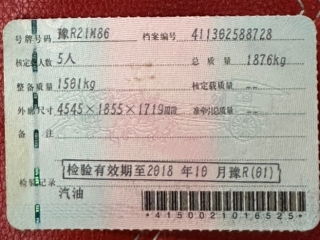 号牌号码 豫R21M86 档案编号 411302588728
核定载人数 5人 总质量 1876kg
整备质量 1501kg 核定载质量 --
外廓尺寸 4545×1855×1719mm 准牵引总质量 --
备注
检验有效期至2018 年10 月豫R(01)
检验记录
汽油
*4150021016525*